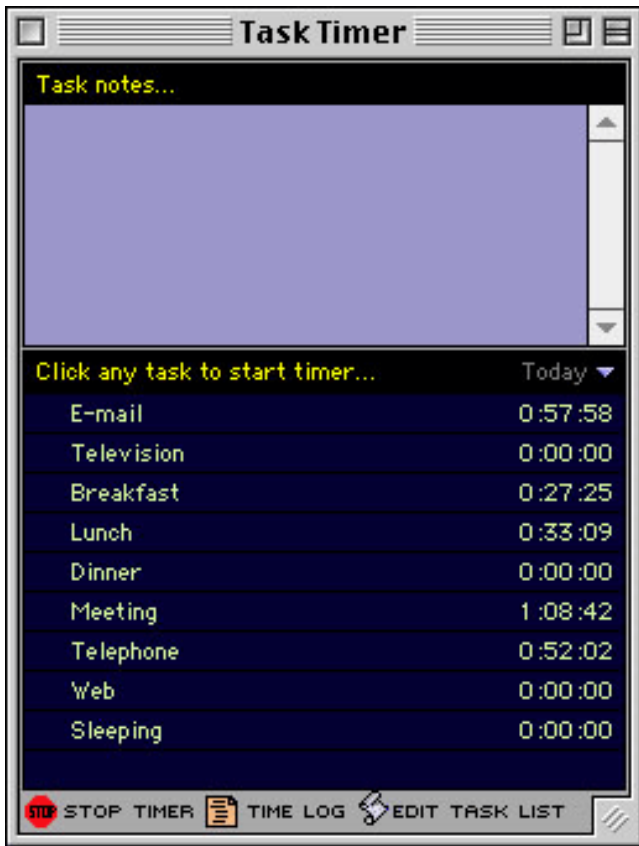 Task Timer
Task notes...
Click any task to start timer... Today
E-mail 0:57:58
Television 0:00:00
Breakfast 0:27:25
Lunch 0:33:09
Dinner 0:00:00
Meeting 1:08:42
Telephone 0:52:02
Web 0:00:00
Sleeping 0:00:00
STOP STOP TIMER TIME LOG EDIT TASK LIST